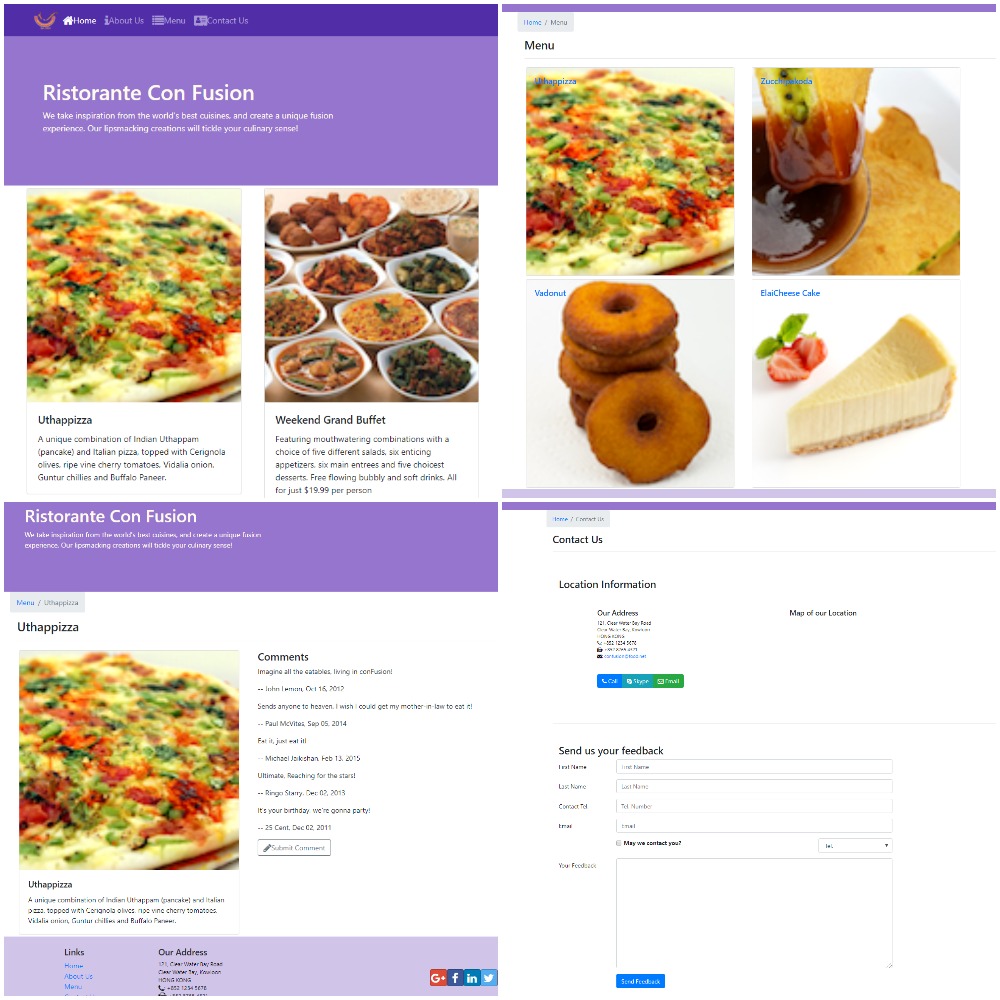 Home About Us Menu Contact Us
Ristorante Con Fusion
We take inspiration from the world's best cuisines, and create a unique fusion
experience. Our lipsmacking creations will tickle your culinary sense!
Uthappizza
A unique combination of Indian Uthappam
(pancake) and Italian pizza, topped with Cerignola
olives, ripe vine cherry tomatoes, Vidalia onion,
Guntur chillies and Buffalo Paneer.
Weekend Grand Buffet
Featuring mouthwatering combinations with a
choice of five different salads, six enticing
appetizers, six main entrees and five choicest
desserts. Free flowing bubbly and soft drinks. All
for just $19.99 per person
Home / Menu
Menu
Uthappizza
Zucchipakoda
Vadonut
ElaiCheese Cake
Ristorante Con Fusion
We take inspiration from the world's best cuisines, and create a unique fusion
experience. Our lipsmacking creations will tickle your culinary sense!
Menu / Uthappizza
Uthappizza
Uthappizza
A unique combination of Indian Uthappam (pancake) and Italian
pizza, topped with Cerignola olives, ripe vine cherry tomatoes,
Vidalia onion, Guntur chillies and Buffalo Paneer.
Comments
Imagine all the eatables, living in conFusion!
-- John Lemon, Oct 16, 2012
Sends anyone to heaven, I wish I could get my mother-in-law to eat it!
-- Paul McVites, Sep 05, 2014
Eat it, just eat it!
-- Michael Jaikishan, Feb 13, 2015
Ultimate, Reaching for the stars!
-- Ringo Starry, Dec 02, 2013
It's your birthday, we're gonna party!
-- 25 Cent, Dec 02, 2011
Submit Comment
Links
Home
About Us
Menu
Our Address
121, Clear Water Bay Road
Clear Water Bay, Kowloon
HONG KONG
+852 1234 5678
G+ f in
Home / Contact Us
Contact Us
Location Information
Our Address
121, Clear Water Bay Road
Clear Water Bay, Kowloon
HONG KONG
+852 1234 5678
+852 8765 4321
confusion@food.net
Call Skype Email
Map of our Location
Send us your feedback
First Name First Name
Last Name Last Name
Contact Tel. Tel. Number
Email Email
May we contact you? Tel.
Your Feedback
Send Feedback